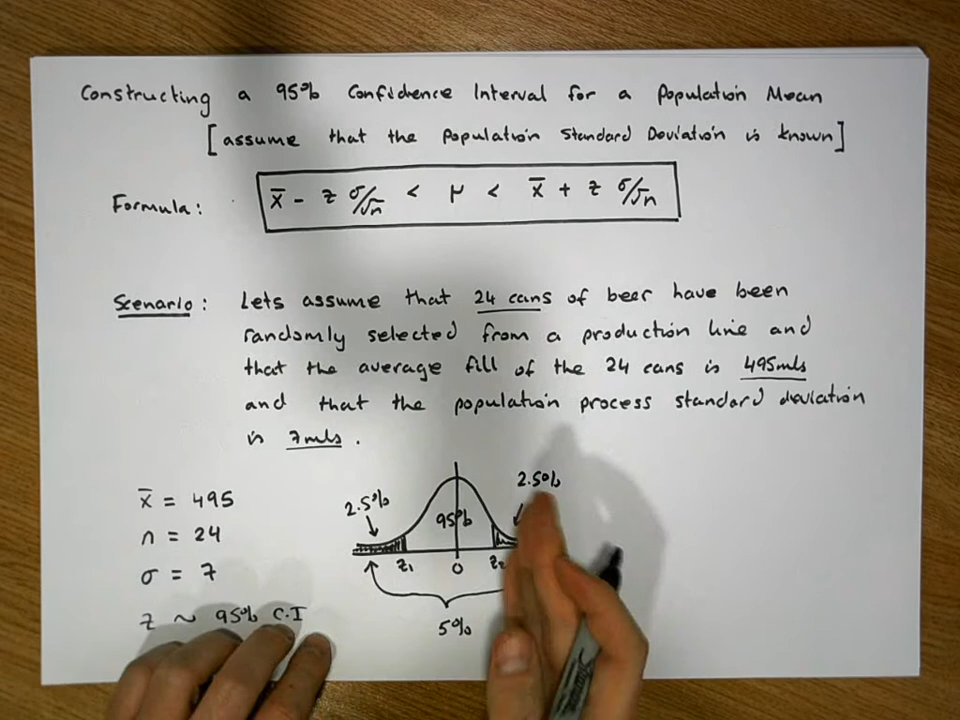 Constructing a 95% Confidence Interval for a Population Mean
[assume that the Population Standard Deviation is known]
Formula: x̄ - z σ/√n < μ < x̄ + z σ/√n
Scenario: Lets assume that 24 cans of beer have been
randomly selected from a production line and
that the average fill of the 24 cans is 495mls
and that the population process standard deviation
is 7mls.
x̄ = 495
n = 24
σ = 7
z ~ 95% C.I
2.5%
2.5%
95%
z₁ 0 z₂
5%